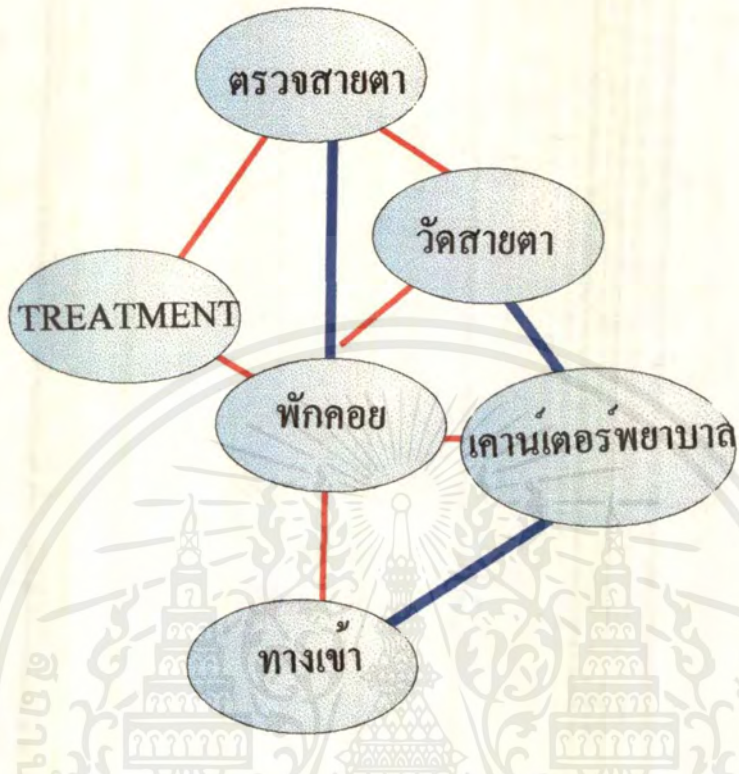 ตรวจสายตา
วัดสายตา
TREATMENT
พักคอย
เคาน์เตอร์พยาบาล
ทางเข้า